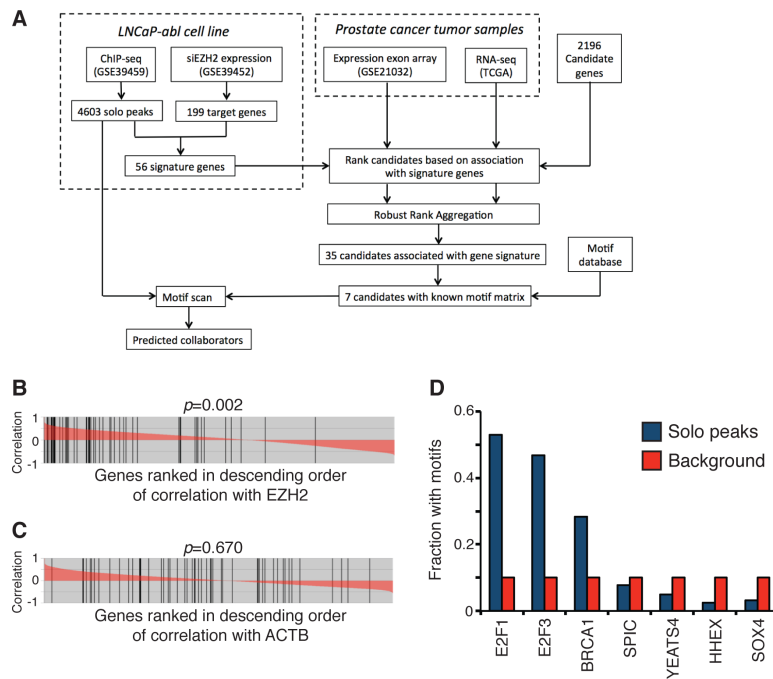 A
LNCaP-abl cell line
Prostate cancer tumor samples
ChIP-seq
(GSE39459)
siEZH2 expression
(GSE39452)
Expression exon array
(GSE21032)
RNA-seq
(TCGA)
2196
Candidate
genes
4603 solo peaks
199 target genes
56 signature genes
Rank candidates based on association
with signature genes
Robust Rank Aggregation
35 candidates associated with gene signature
Motif
database
Motif scan
7 candidates with known motif matrix
Predicted collaborators
B
p=0.002
Correlation
1
0
-1
Genes ranked in descending order
of correlation with EZH2
C
p=0.670
Correlation
1
0
-1
Genes ranked in descending order
of correlation with ACTB
D
Fraction with motifs
0.6
0.4
0.2
0
Solo peaks
Background
E2F1
E2F3
BRCA1
SPIC
YEATS4
HHEX
SOX4